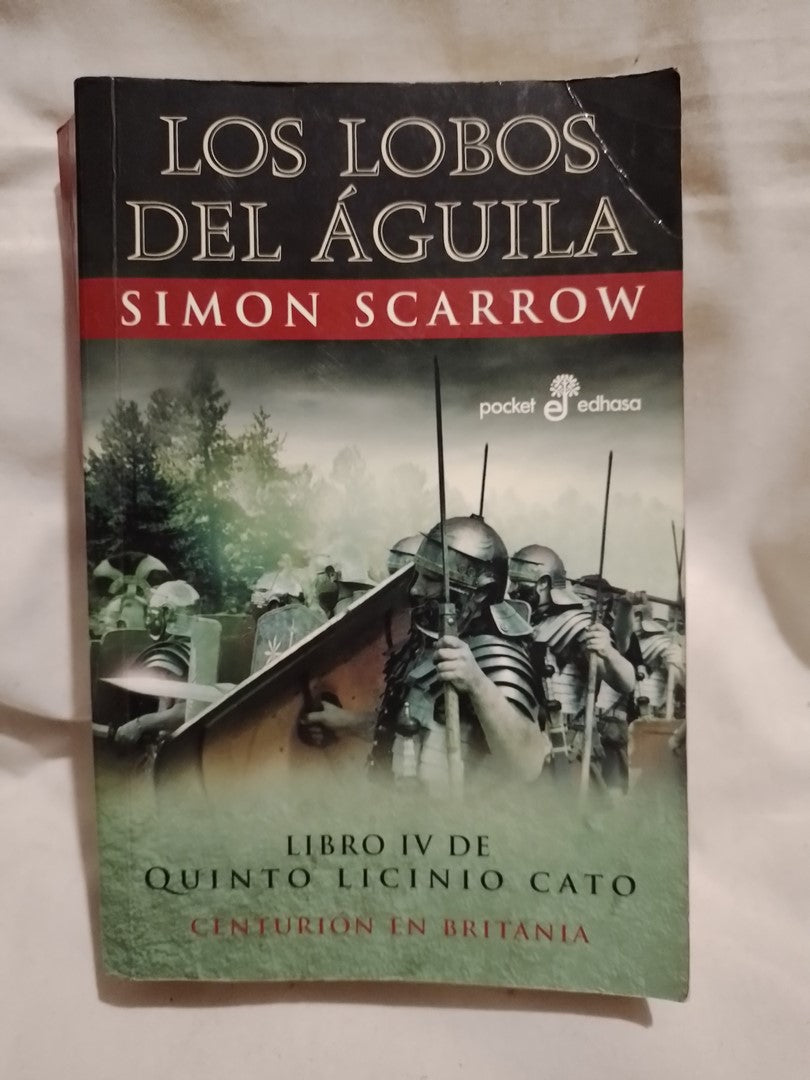 LOS LOBOS
DEL ÁGUILA
SIMON SCARROW
pocket edhasa
LIBRO IV DE
QUINTO LICINIO CATO
CENTURIÓN EN BRITANIA